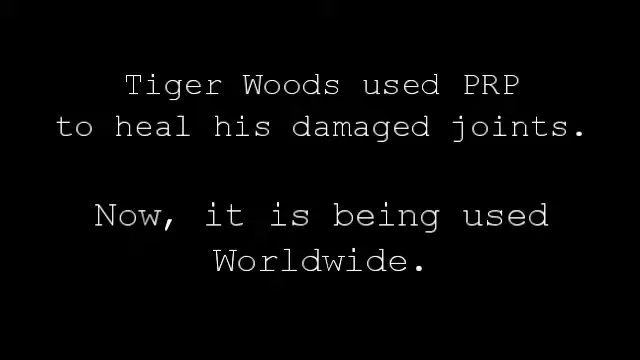 Tiger Woods used PRP
to heal his damaged joints.
Now, it is being used
Worldwide.